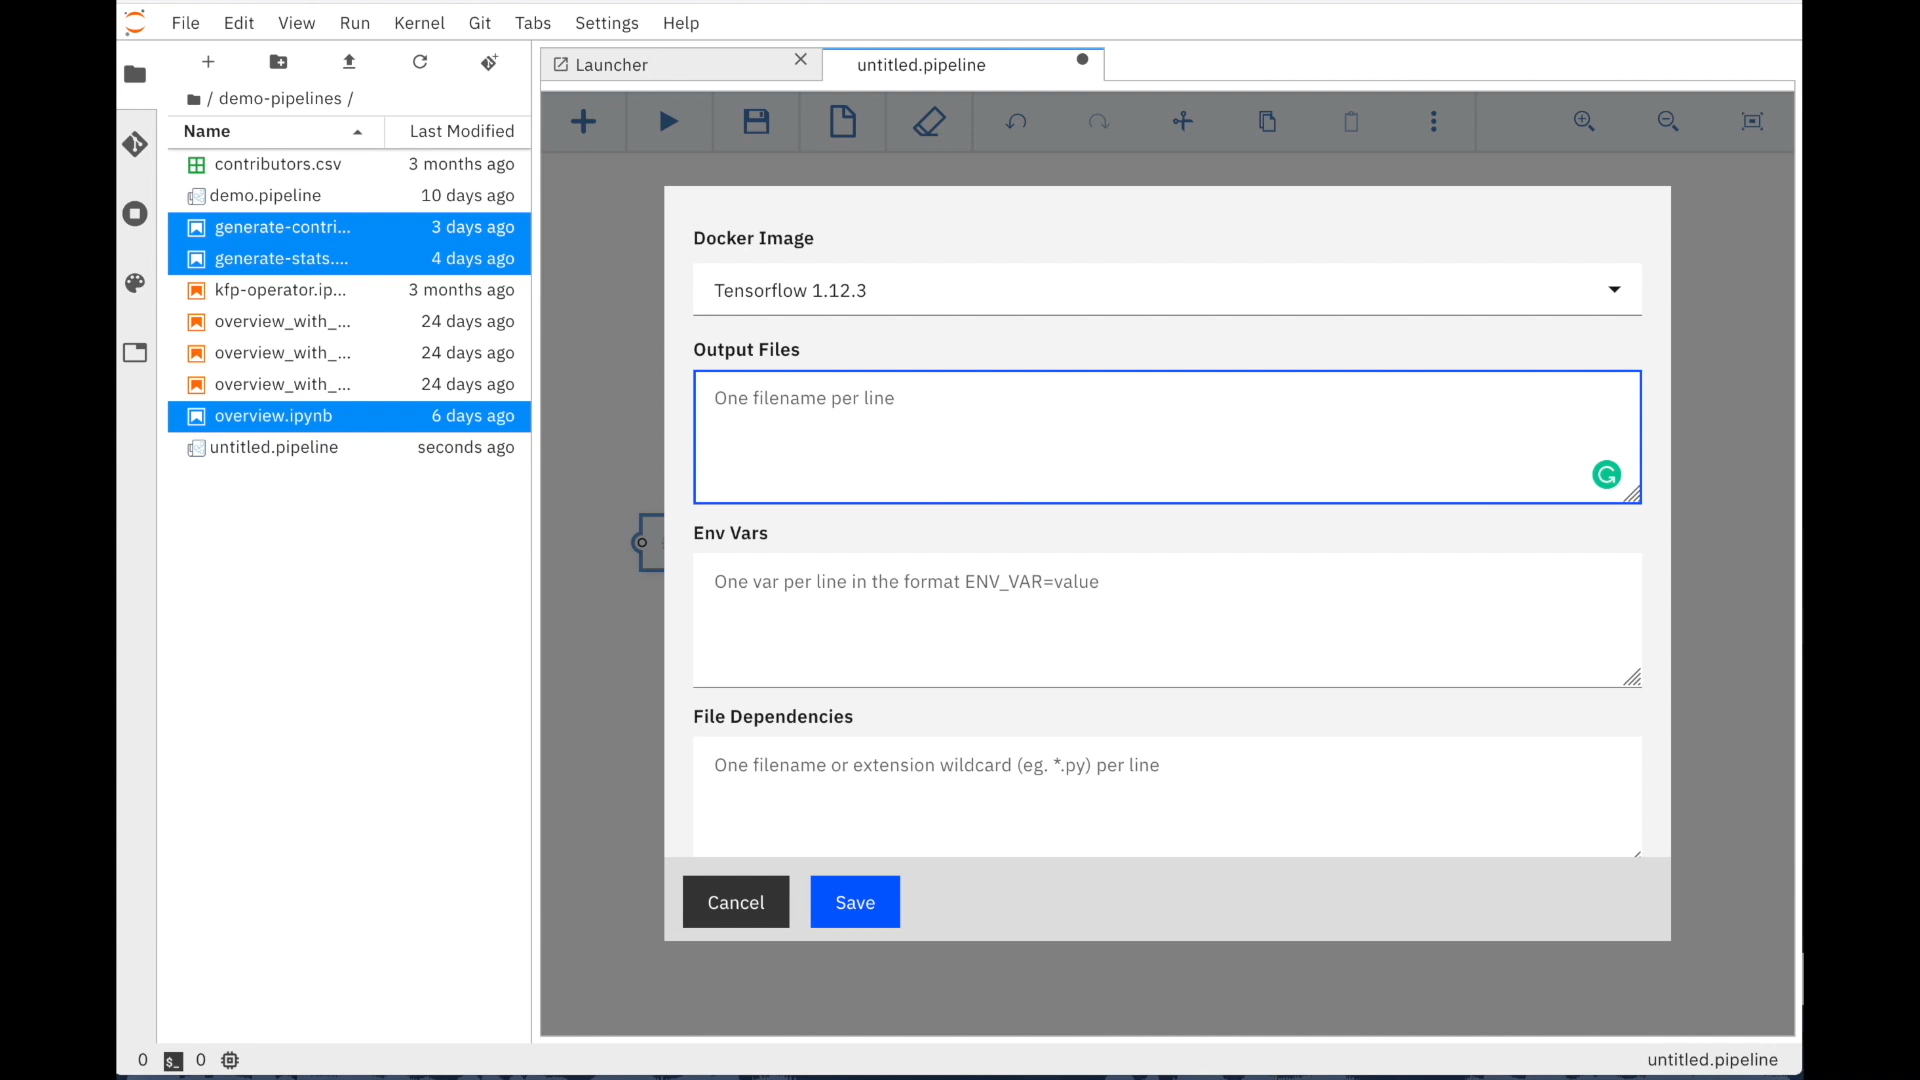 File Edit View Run Kernel Git Tabs Settings Help
Launcher
untitled.pipeline
/ demo-pipelines /
Name Last Modified
contributors.csv 3 months ago
demo.pipeline 10 days ago
generate-contri... 3 days ago
generate-stats.... 4 days ago
kfp-operator.ip... 3 months ago
overview_with_... 24 days ago
overview_with_... 24 days ago
overview_with_... 24 days ago
overview.ipynb 6 days ago
untitled.pipeline seconds ago
Docker Image
Tensorflow 1.12.3
Output Files
One filename per line
Env Vars
One var per line in the format ENV_VAR=value
File Dependencies
One filename or extension wildcard (eg. *.py) per line
Cancel Save
0 $_ 0 untitled.pipeline